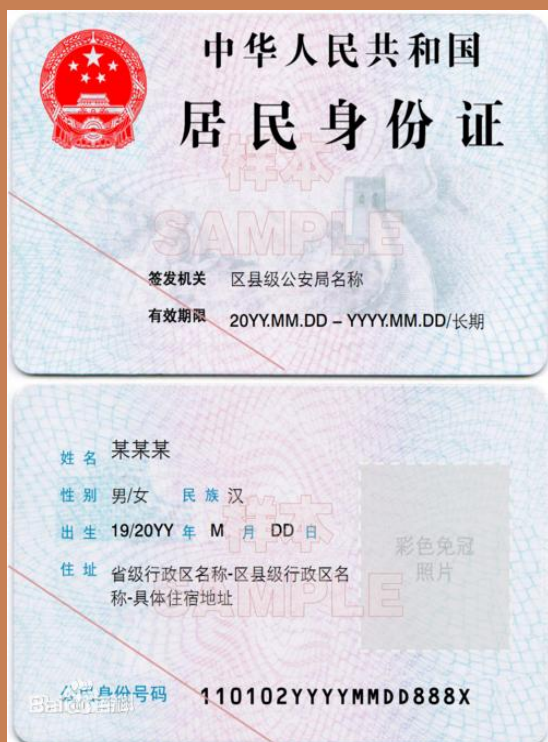 中华人民共和国
居民身份证
样本
SAMPLE
签发机关 区县级公安局名称
有效期限 20YY.MM.DD – YYYY.MM.DD/长期
姓名 某某某
性别 男/女 民族 汉
出生 19/20YY 年 M 月 DD 日
样本
彩色免冠
照片
住址 省级行政区名称-区县级行政区名
称-具体住宿地址
SAMPLE
公民身份号码 110102YYYYMMDD888X